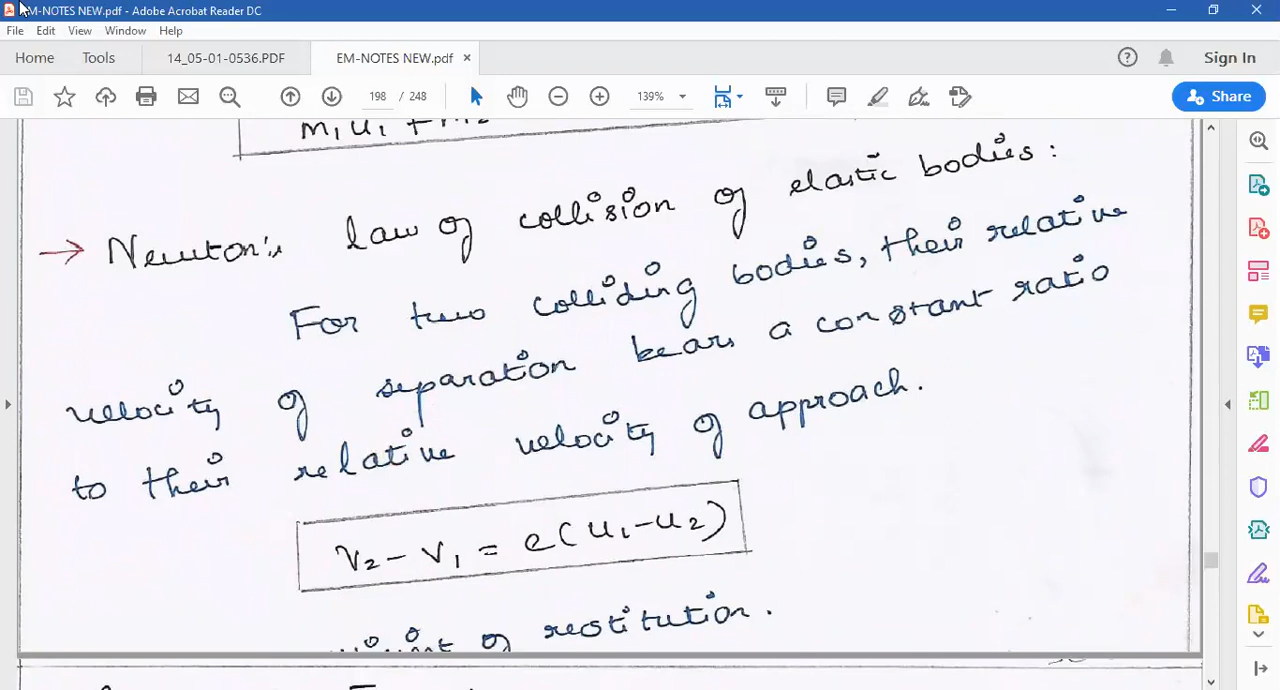 EM-NOTES NEW.pdf - Adobe Acrobat Reader DC
File Edit View Window Help
Home Tools 14_05-01-0536.PDF EM-NOTES NEW.pdf × Sign In
198 / 248 139% Share
m₁u₁ + m₂
→ Newton's law of collision of elastic bodies:
For two colliding bodies, their relative
velocity of separation bears a constant ratio
to their relative velocity of approach.
V₂ - V₁ = e(u₁-u₂)
of restitution.